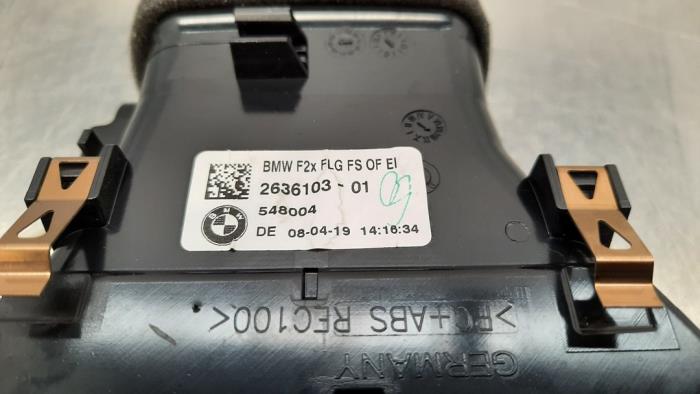 BMW F2x FLG FS OF EI
2636103 - 01
BMW
548004
DE 08-04-19 14:16:34
>PC+ABS REC100<
GERMANY